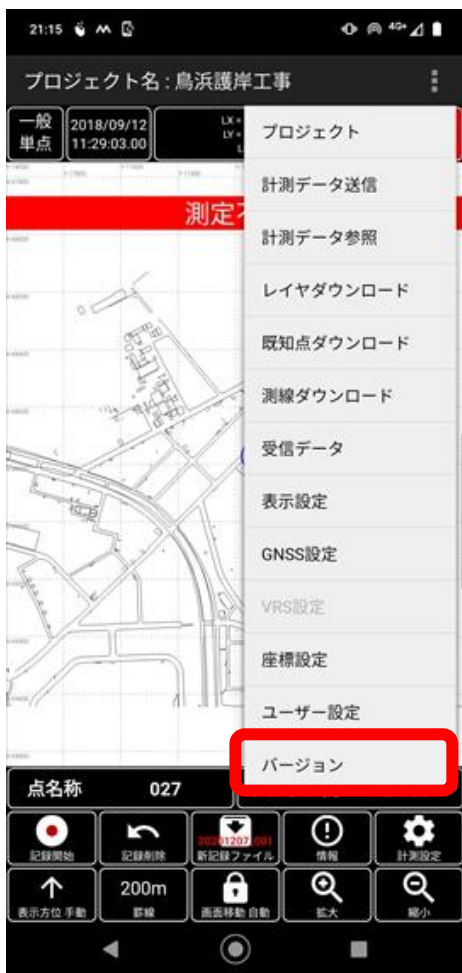 21:15
4G+
プロジェクト名 : 鳥浜護岸工事
一般
単点
2018/09/12
11:29:03.00
LX=
LY=
L
測定
プロジェクト
計測データ送信
計測データ参照
レイヤダウンロード
既知点ダウンロード
測線ダウンロード
受信データ
表示設定
GNSS設定
VRS設定
座標設定
ユーザー設定
バージョン
点名称 027
20201207_001
記録開始 記録削除 新記録ファイル 情報 計測設定
200m
表示方位 手動 罫線 画面移動 自動 拡大 縮小